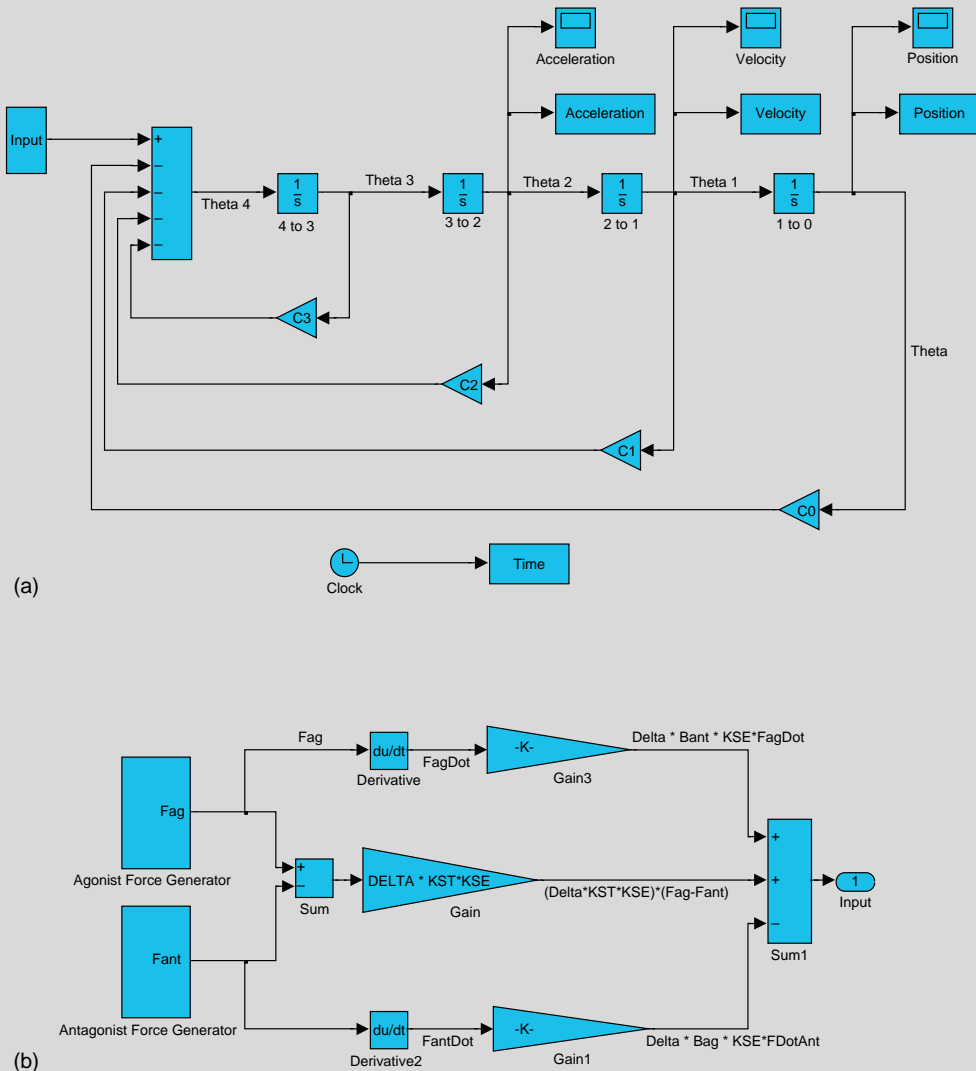 Acceleration
Velocity
Position
Input
Acceleration
Velocity
Position
+
−
−
−
−
Theta 4
1
s
4 to 3
Theta 3
1
s
3 to 2
Theta 2
1
s
2 to 1
Theta 1
1
s
1 to 0
C3
Theta
C2
C1
C0
Clock
Time
(a)
Fag
du/dt
Derivative
FagDot
-K-
Gain3
Delta * Bant * KSE*FagDot
Fag
Agonist Force Generator
+
−
Sum
DELTA * KST*KSE
Gain
(Delta*KST*KSE)*(Fag-Fant)
+
+
−
Sum1
1
Input
Fant
Antagonist Force Generator
du/dt
Derivative2
FantDot
-K-
Gain1
Delta * Bag * KSE*FDotAnt
(b)